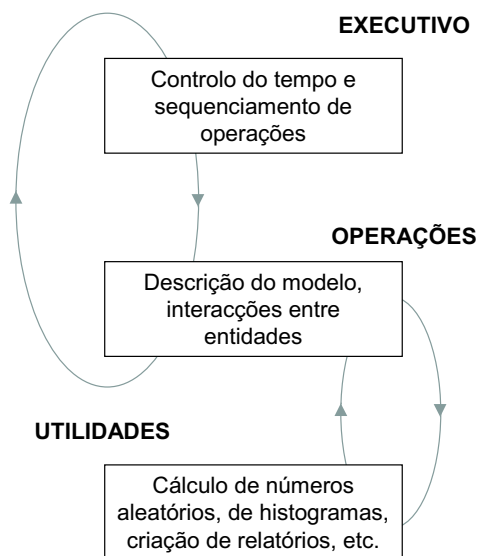 EXECUTIVO
Controlo do tempo e
sequenciamento de
operações
OPERAÇÕES
Descrição do modelo,
interacções entre
entidades
UTILIDADES
Cálculo de números
aleatórios, de histogramas,
criação de relatórios, etc.